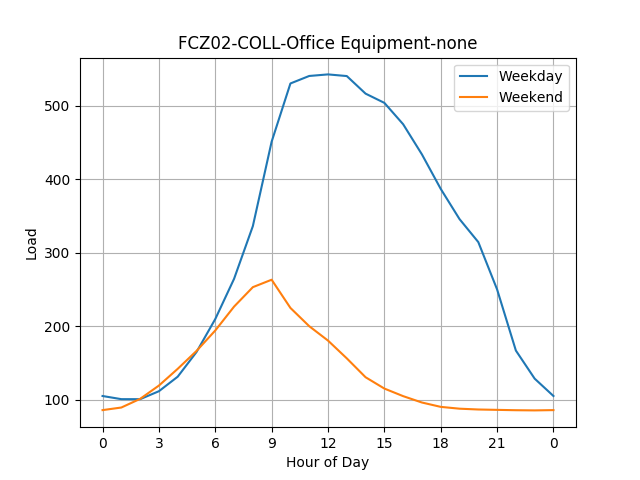 FCZ02-COLL-Office Equipment-none
Weekday
Weekend
500
400
300
200
100
Load
0 3 6 9 12 15 18 21 0
Hour of Day